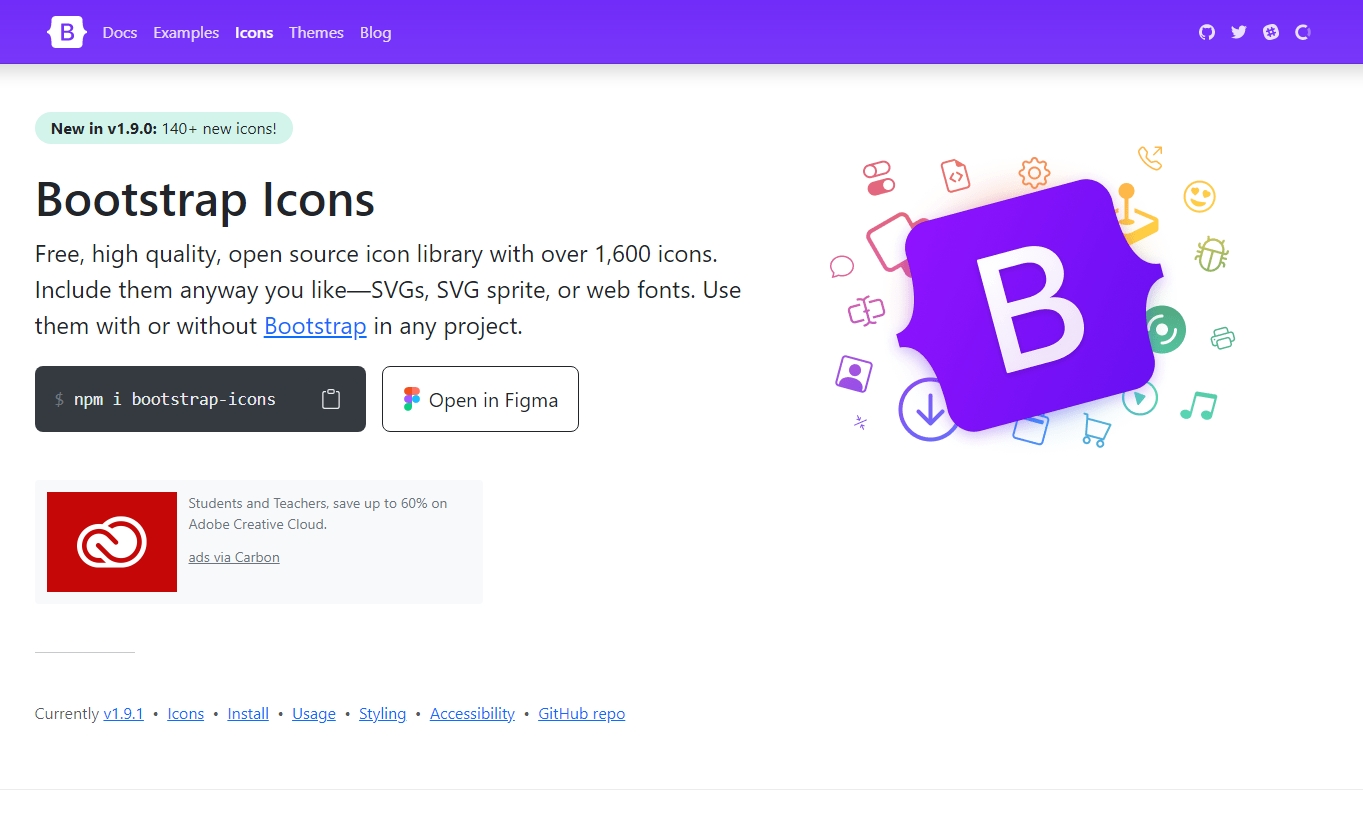 B Docs Examples Icons Themes Blog
New in v1.9.0: 140+ new icons!
Bootstrap Icons
Free, high quality, open source icon library with over 1,600 icons.
Include them anyway you like—SVGs, SVG sprite, or web fonts. Use
them with or without Bootstrap in any project.
$ npm i bootstrap-icons
Open in Figma
B
Students and Teachers, save up to 60% on
Adobe Creative Cloud.
ads via Carbon
Currently v1.9.1 • Icons • Install • Usage • Styling • Accessibility • GitHub repo